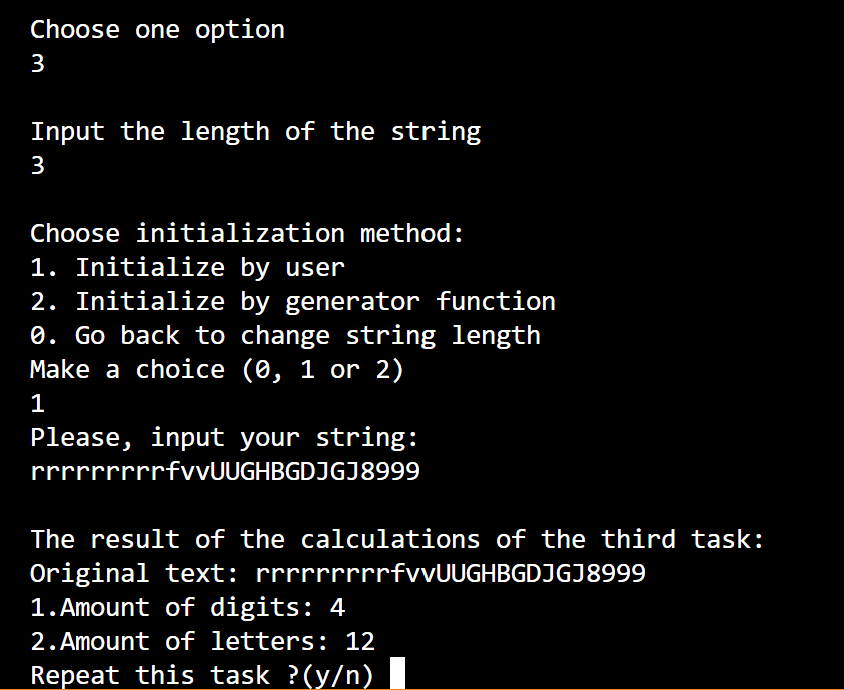 Choose one option
3
Input the length of the string
3
Choose initialization method:
1. Initialize by user
2. Initialize by generator function
0. Go back to change string length
Make a choice (0, 1 or 2)
1
Please, input your string:
rrrrrrrrrfvvUUGHBGDJGJ8999
The result of the calculations of the third task:
Original text: rrrrrrrrrfvvUUGHBGDJGJ8999
1.Amount of digits: 4
2.Amount of letters: 12
Repeat this task ?(y/n)